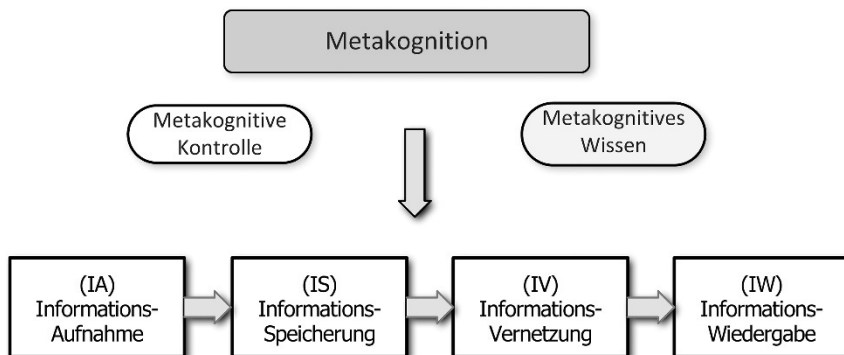 Metakognition
Metakognitive
Kontrolle
Metakognitives
Wissen
(IA)
Informations-
Aufnahme
(IS)
Informations-
Speicherung
(IV)
Informations-
Vernetzung
(IW)
Informations-
Wiedergabe